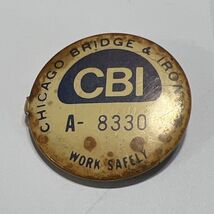 CHICAGO BRIDGE & IRON
CBI
A- 8330
WORK SAFELY